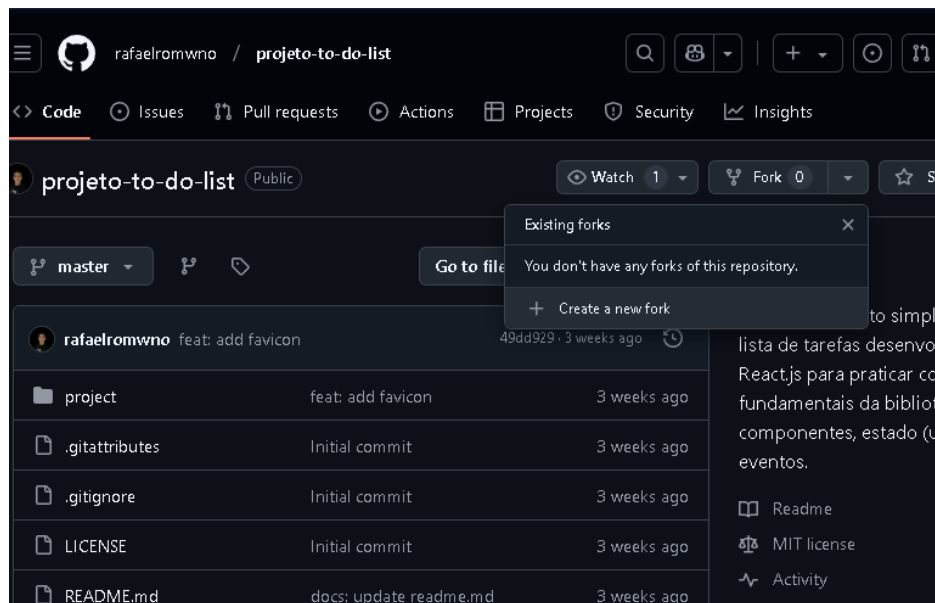 rafaelromwno / projeto-to-do-list
Code Issues Pull requests Actions Projects Security Insights
projeto-to-do-list Public Watch 1 Fork 0
Existing forks
master Go to file You don't have any forks of this repository.
Create a new fork
rafaelromwno feat: add favicon 49dd929 · 3 weeks ago
project feat: add favicon 3 weeks ago
.gitattributes Initial commit 3 weeks ago
.gitignore Initial commit 3 weeks ago
LICENSE Initial commit 3 weeks ago
README.md docs: update readme.md 3 weeks ago
to simpl
lista de tarefas desenvo
React.js para praticar co
fundamentais da bibliot
componentes, estado (u
eventos.
Readme
MIT license
Activity